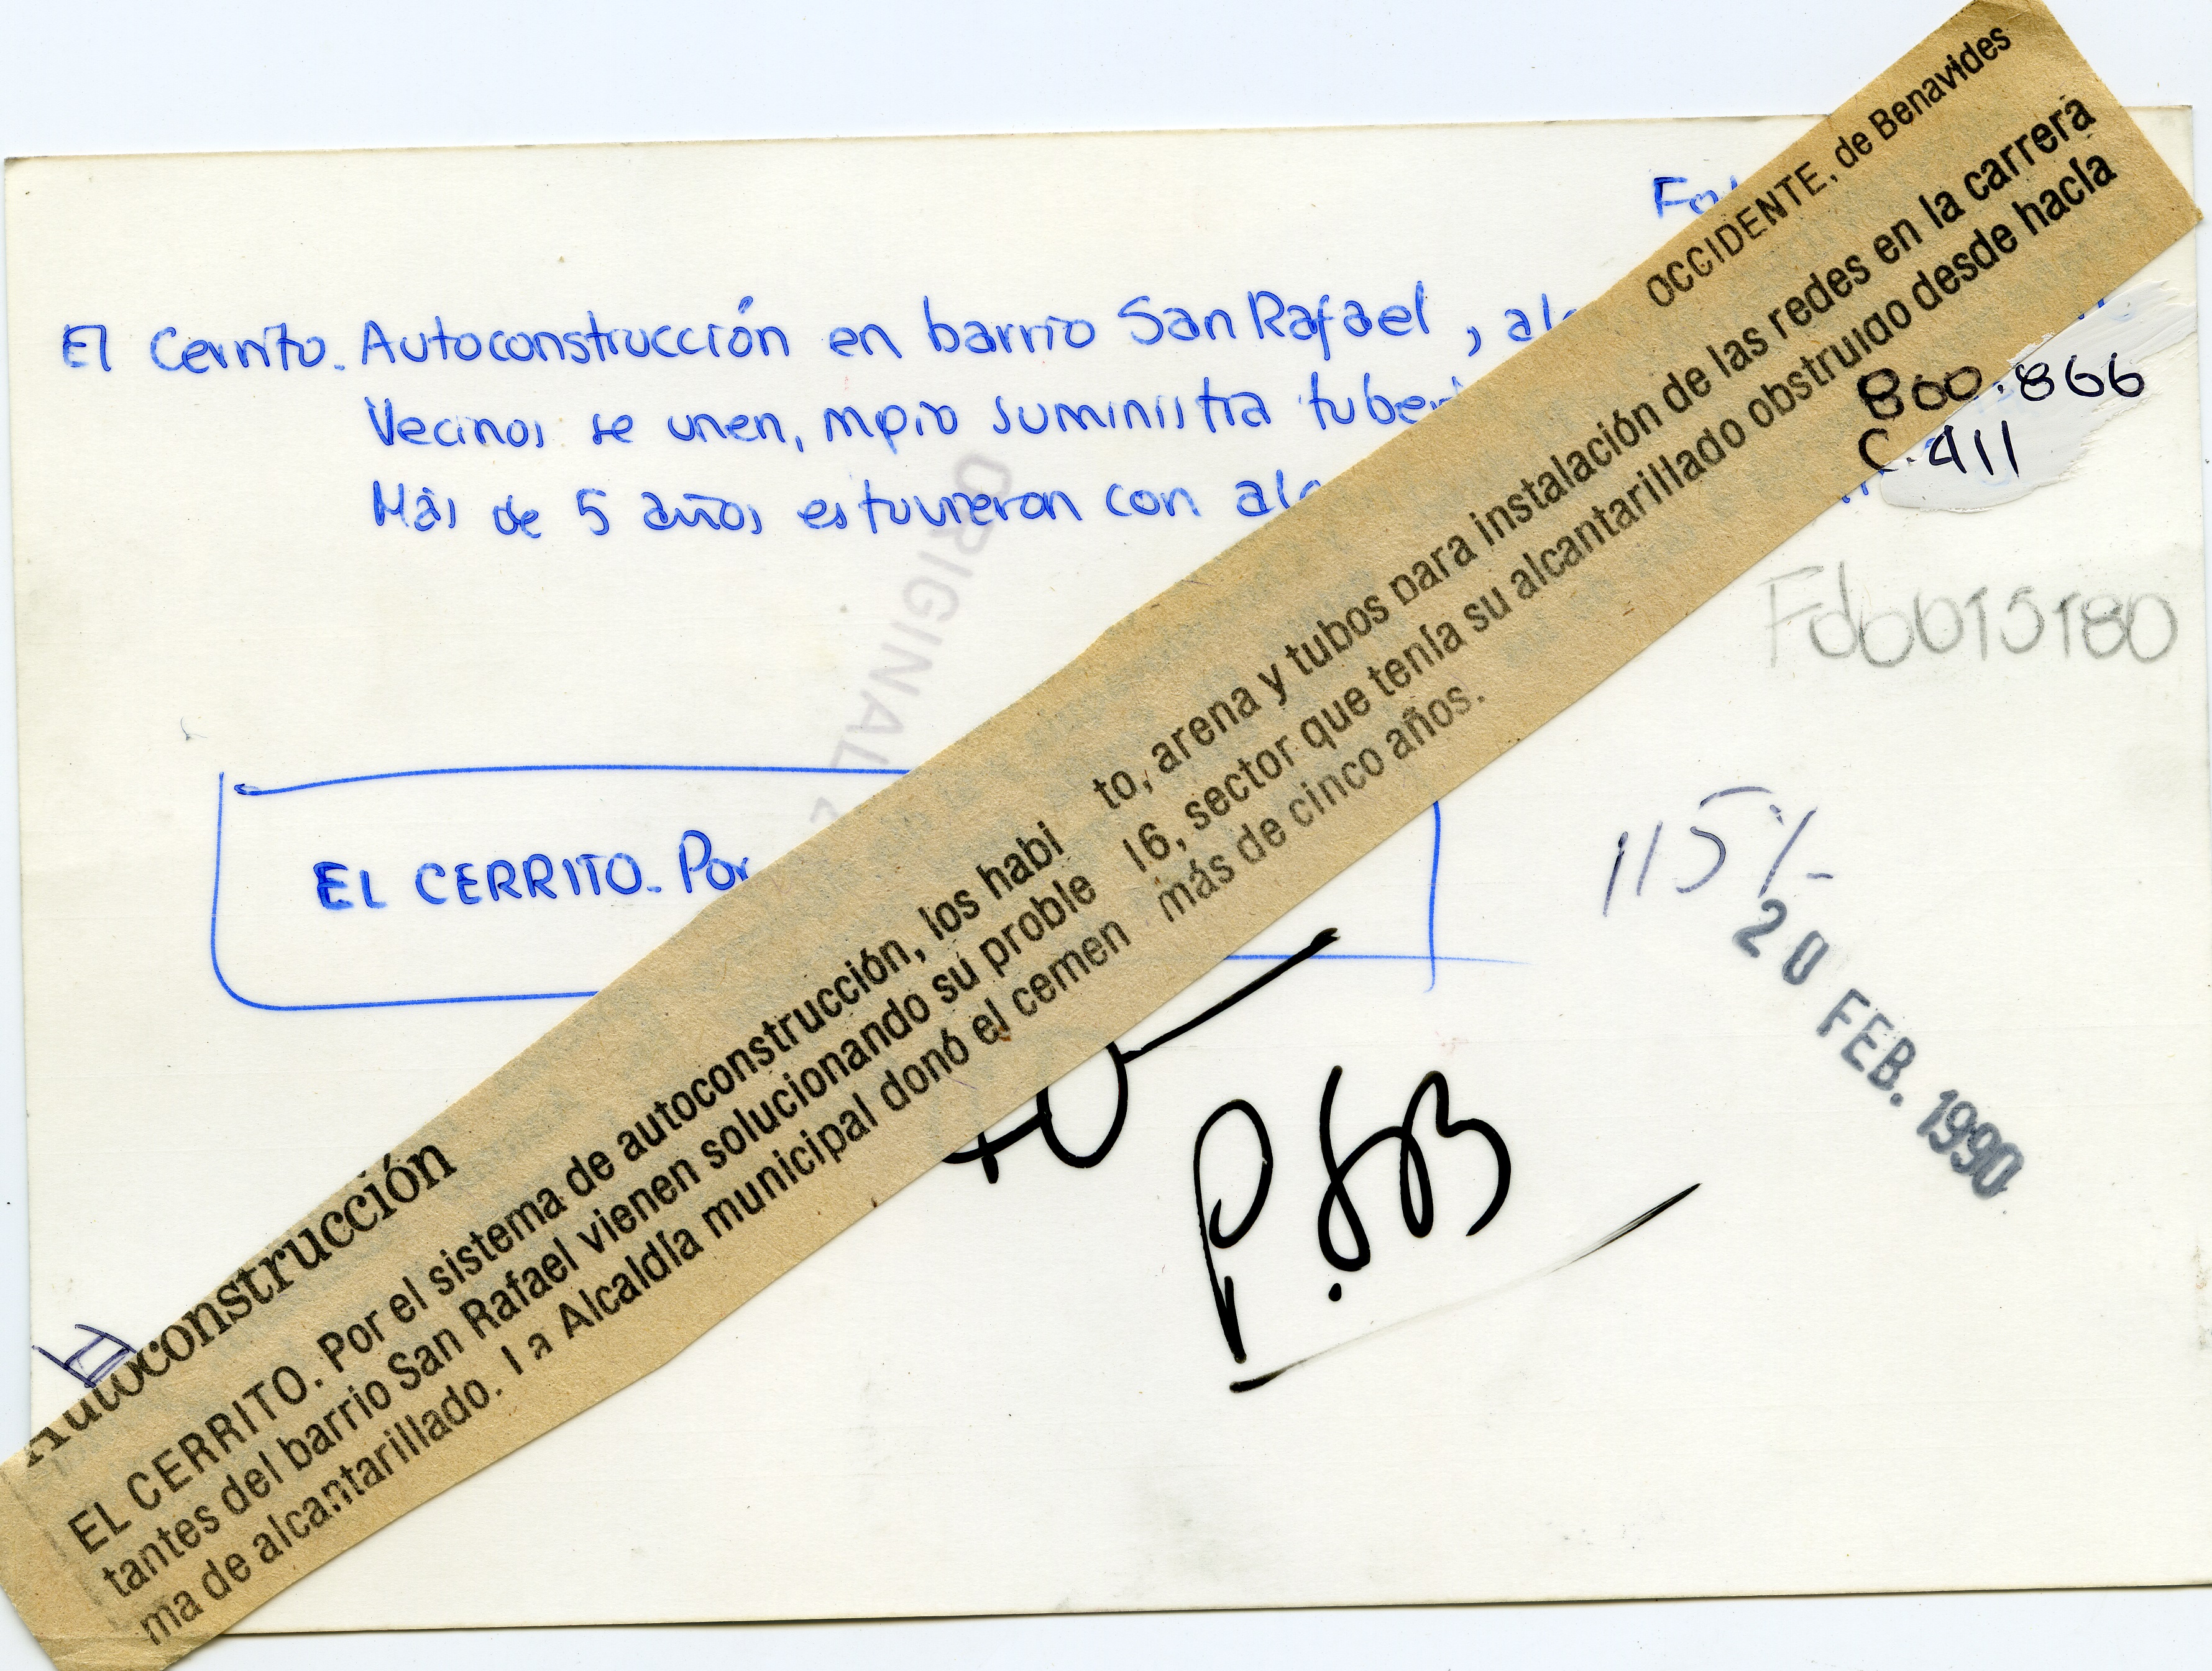 El Cerrito. Autoconstrucción en barrio San Rafael,
Vecinos se unen, mpio suministra
Más de 5 años estuvieron con
800.866
C.411
Fdb015180
ORIGINAL
EL CERRITO. Por
115%
20 FEB. 1990
P.
OCCIDENTE, de Benavides
Autoconstrucción
EL CERRITO. Por el sistema de autoconstrucción, los habi
tantes del barrio San Rafael vienen solucionando su proble
ma de alcantarillado. La Alcaldía municipal donó el cemen
to, arena y tubos para instalación de las redes en la carrera
16, sector que tenía su alcantarillado obstruido desde hacía
más de cinco años.